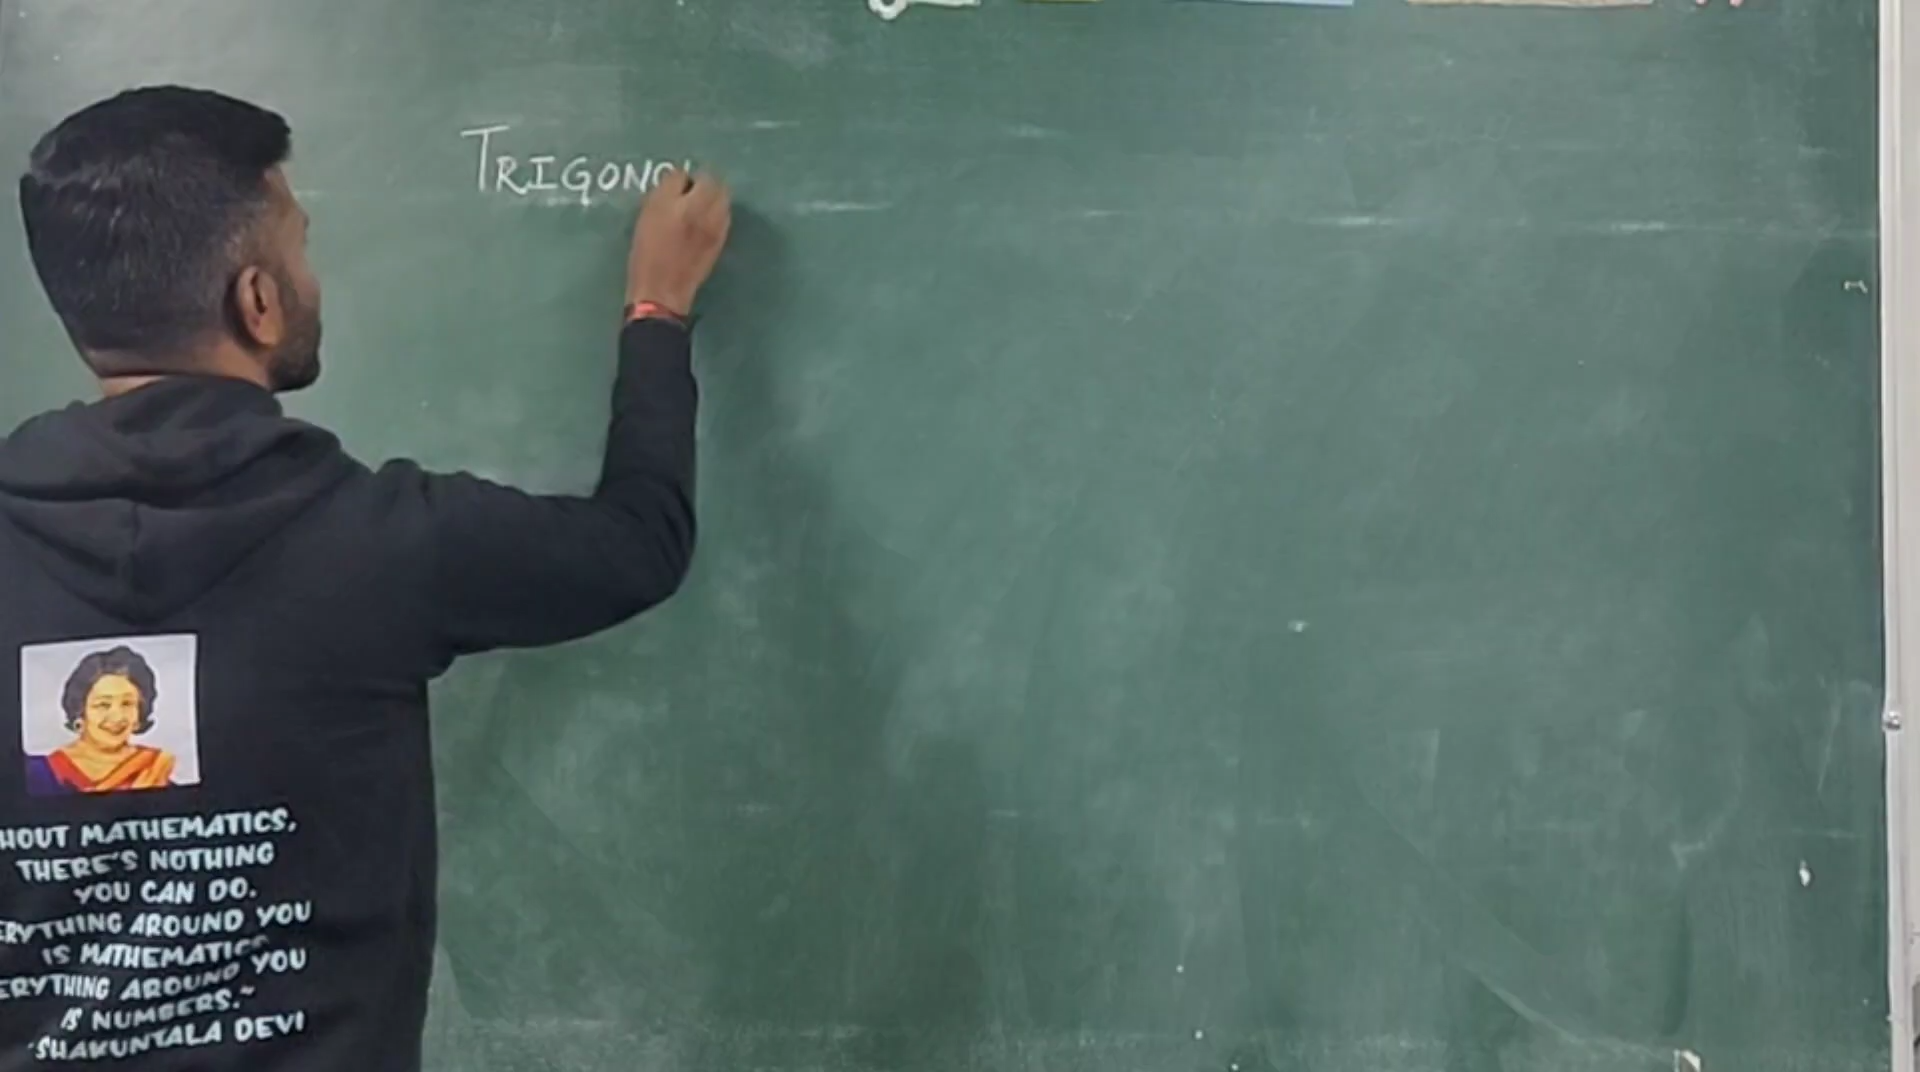 TRIGONO
HOUT MATHEMATICS,
THERE'S NOTHING
YOU CAN DO.
ERYTHING AROUND YOU
IS MATHEMATICS
ERYTHING AROUND YOU
IS NUMBERS.~
SHAKUNTALA DEVI